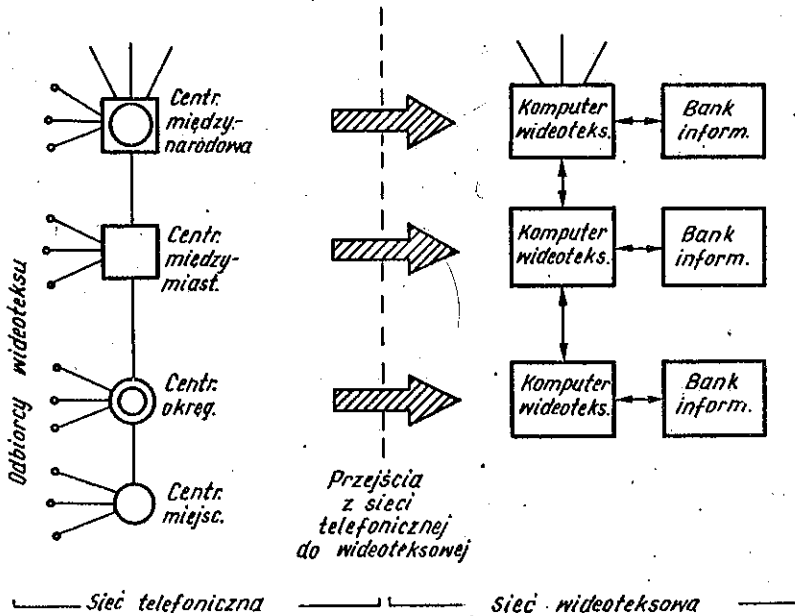 Centr.
między-
narodowa
Komputer
wideoteks.
Bank
inform.
Centr.
między-
miast.
Komputer
wideoteks.
Bank
inform.
Odbiorcy wideoteksu
Centr.
okręg.
Komputer
wideoteks.
Bank
inform.
Centr.
miejsc.
Przejścia
z sieci
telefonicznej
do wideoteksowej
Sieć telefoniczna
Sieć wideoteksowa